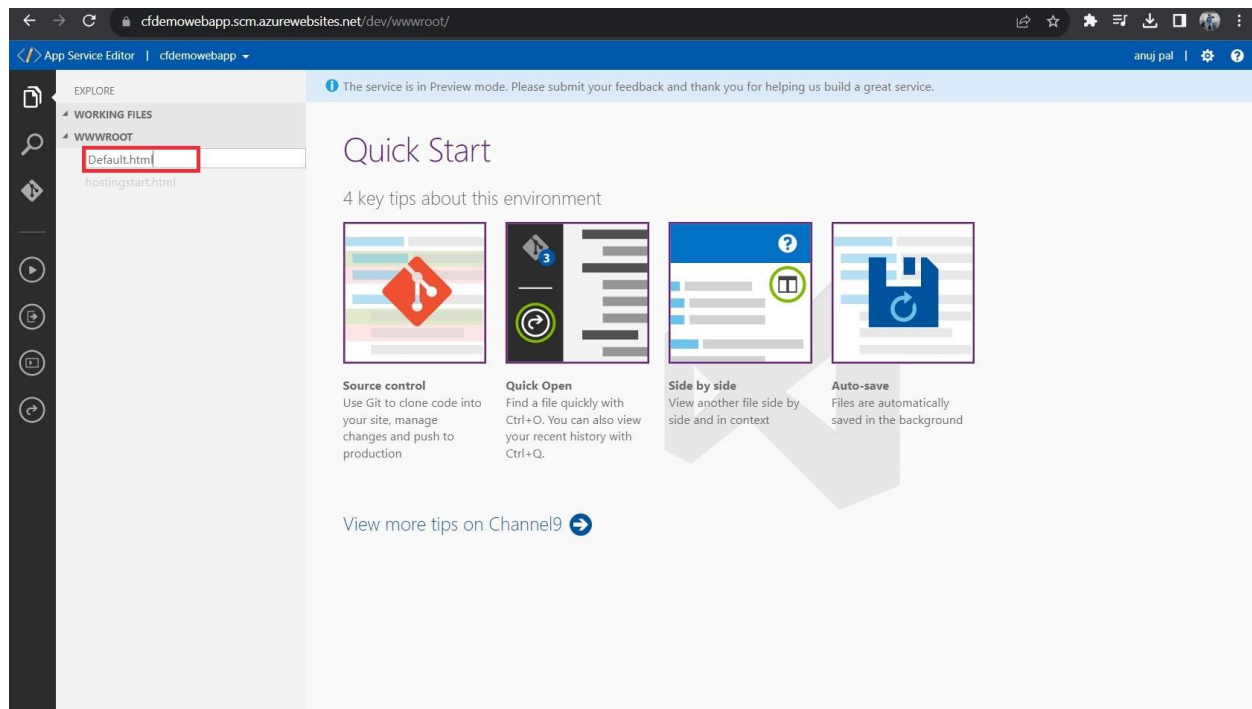 cfdemowebapp.scm.azurewebsites.net/dev/wwwroot/
</> App Service Editor | cfdemowebapp
anuj pal |
EXPLORE
WORKING FILES
WWWROOT
Default.html
hostingstart.html
The service is in Preview mode. Please submit your feedback and thank you for helping us build a great service.
Quick Start
4 key tips about this environment
3
Source control
Use Git to clone code into
your site, manage
changes and push to
production
Quick Open
Find a file quickly with
Ctrl+O. You can also view
your recent history with
Ctrl+Q.
Side by side
View another file side by
side and in context
Auto-save
Files are automatically
saved in the background
View more tips on Channel9